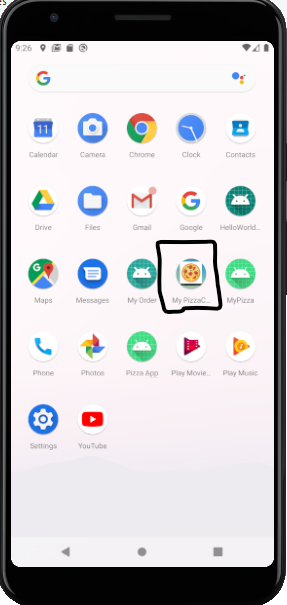 es
9:26
Calendar Camera Chrome Clock Contacts
Drive Files Gmail Google HelloWorld...
Maps Messages My Order My PizzaC... MyPizza
Phone Photos Pizza App Play Movie.. Play Music
Settings YouTube